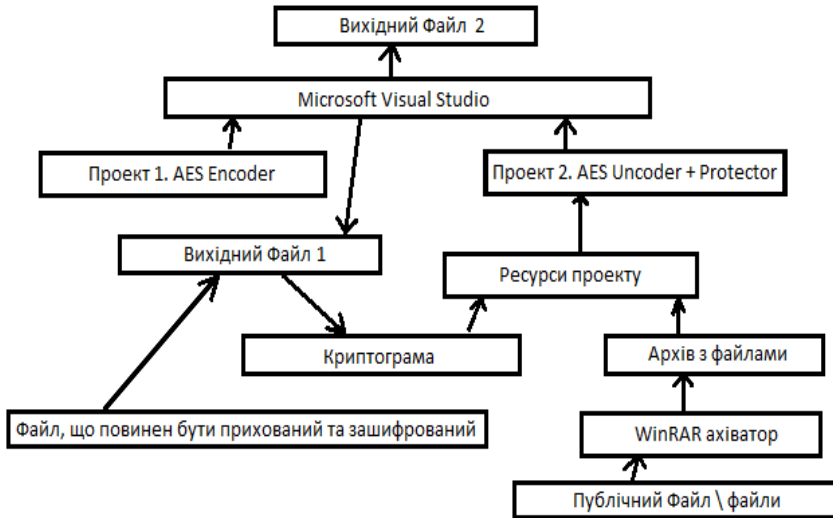 Вихідний Файл 2
Microsoft Visual Studio
Проект 1. AES Encoder
Проект 2. AES Uncoder + Protector
Вихідний Файл 1
Ресурси проекту
Криптограма
Архів з файлами
Файл, що повинен бути прихований та зашифрований
WinRAR ахіватор
Публічний Файл \ файли